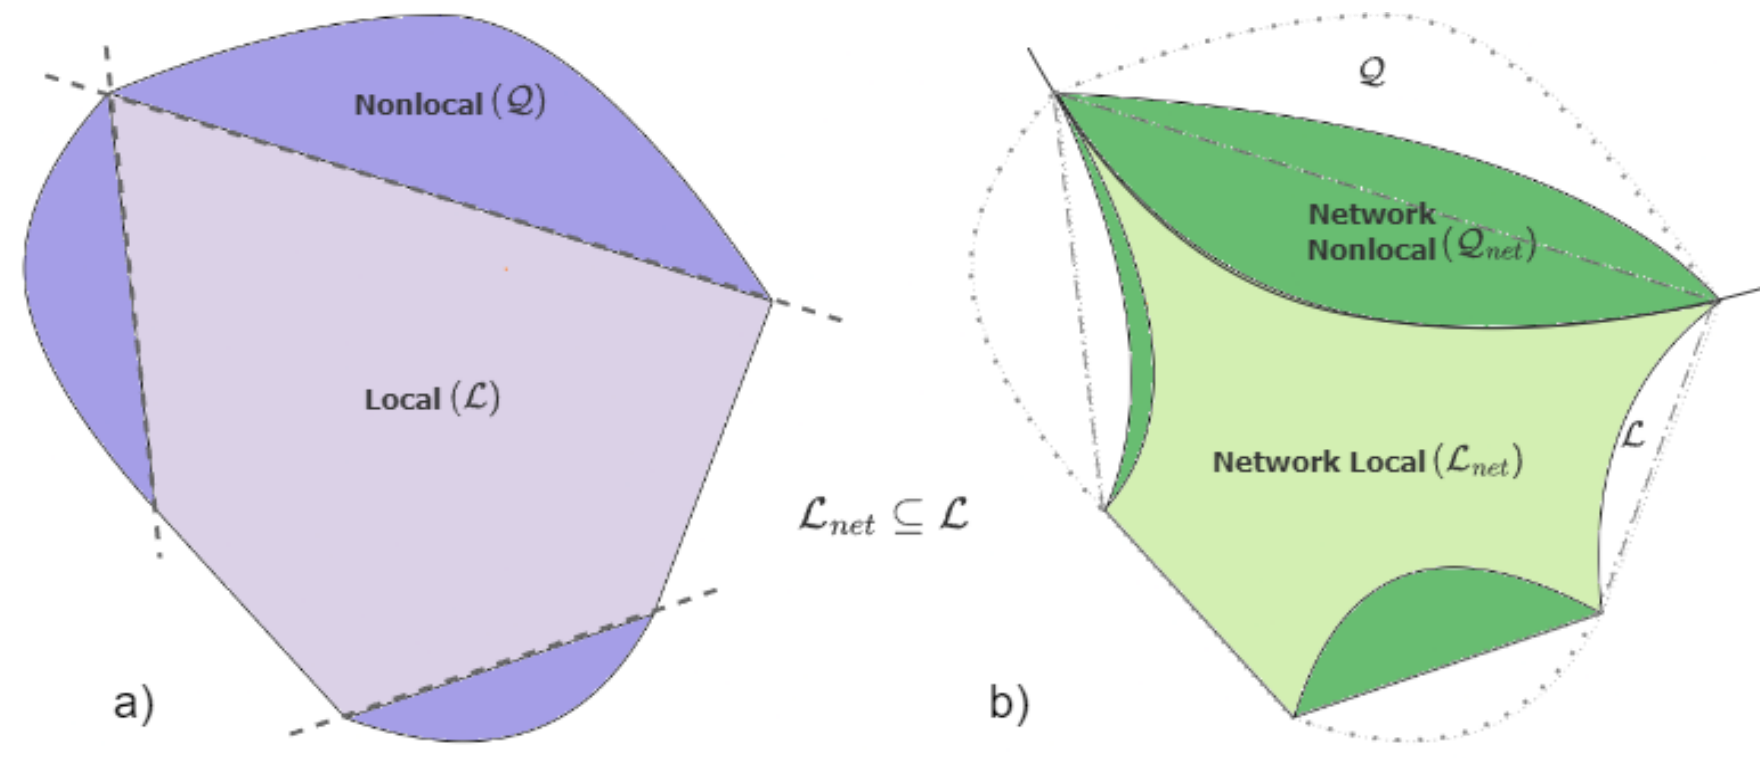 Nonlocal (𝒬)
Local (ℒ)
a)
ℒ_net ⊆ ℒ
𝒬
Network
Nonlocal (𝒬_net)
ℒ
Network Local (ℒ_net)
b)